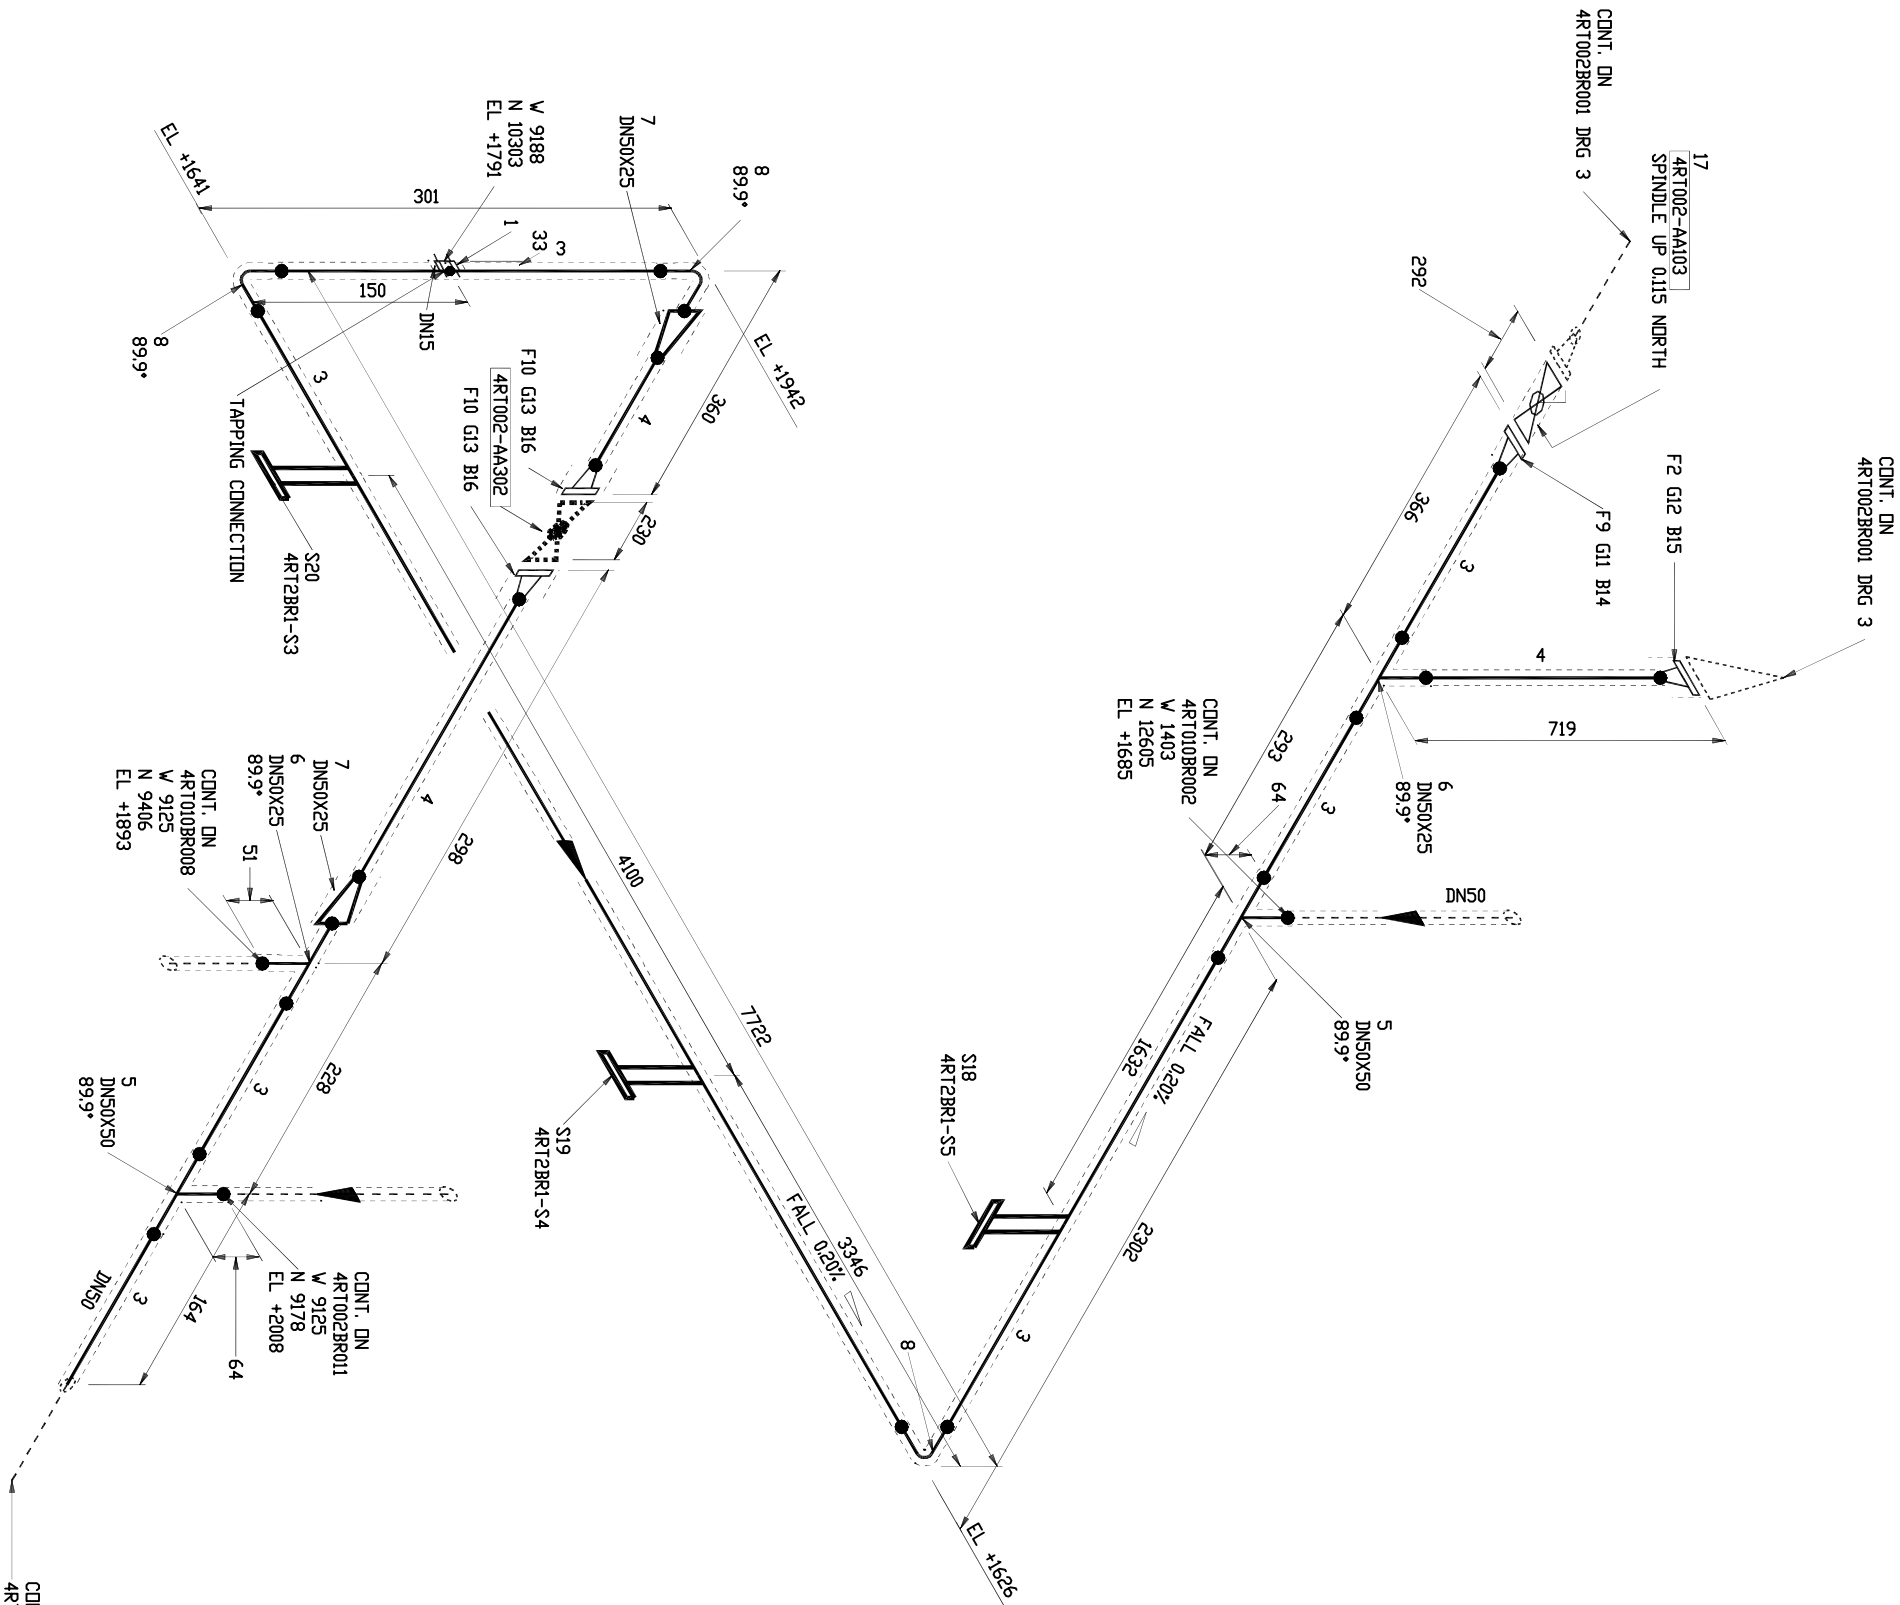 CONT. ON
4RT002BR001 DRG 3
17
4RT002-AA103
SPINDLE UP 0.115 NORTH
292
CONT. ON
4RT002BR001 DRG 3
F2 G12 B15
F9 G11 B14
366
3
4
719
6
DN50X25
89.9°
293
3
64
CONT. ON
4RT010BR002
W 1403
N 12605
EL +1685
DN50
5
DN50X50
89.9°
1632
FALL 0.20%
2302
S18
4RT2BR1-S5
3
8
EL +1626
7
DN50X25
8
89.9°
W 9188
N 10303
EL +1791
EL +1641
301
1
33
3
150
DN15
8
89.9°
3
TAPPING CONNECTION
S20
4RT2BR1-S3
EL +1942
360
4
F10 G13 B16
4RT002-AA302
F10 G13 B16
230
4
298
4100
7722
3346
FALL 0.20%
S19
4RT2BR1-S4
7
DN50X25
6
DN50X25
89.9°
CONT. ON
4RT010BR008
W 9125
N 9406
EL +1893
51
228
3
5
DN50X50
89.9°
CONT. ON
4RT002BR011
W 9125
N 9178
EL +2008
64
164
3
DN50